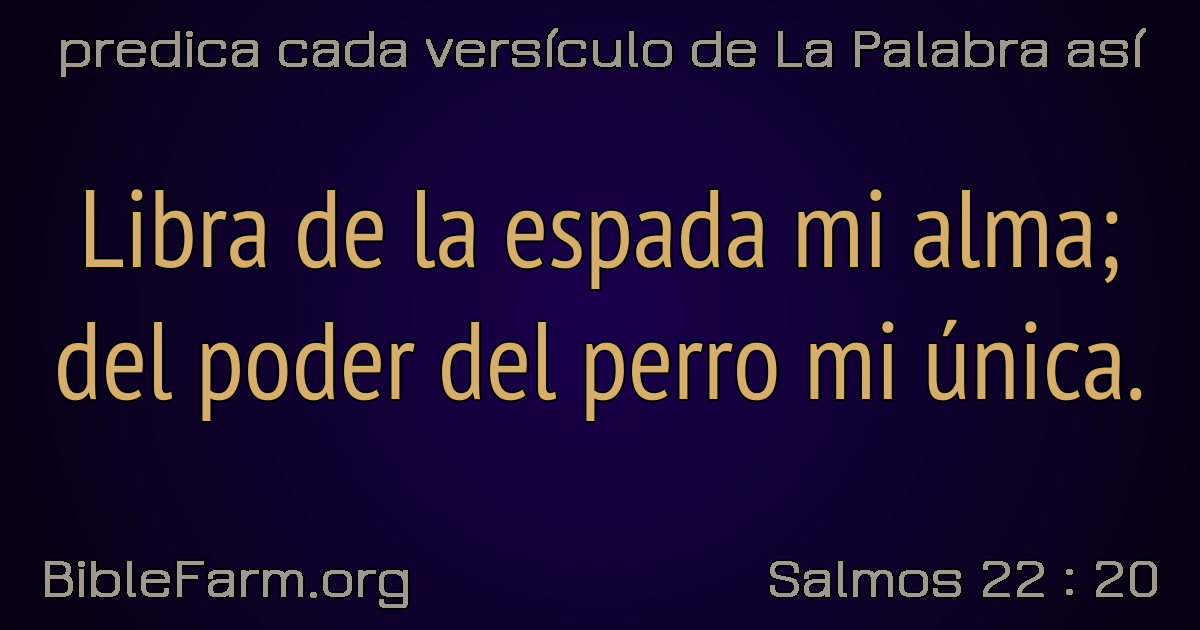 predica cada versículo de La Palabra así
Libra de la espada mi alma;
del poder del perro mi única.
BibleFarm.org
Salmos 22 : 20